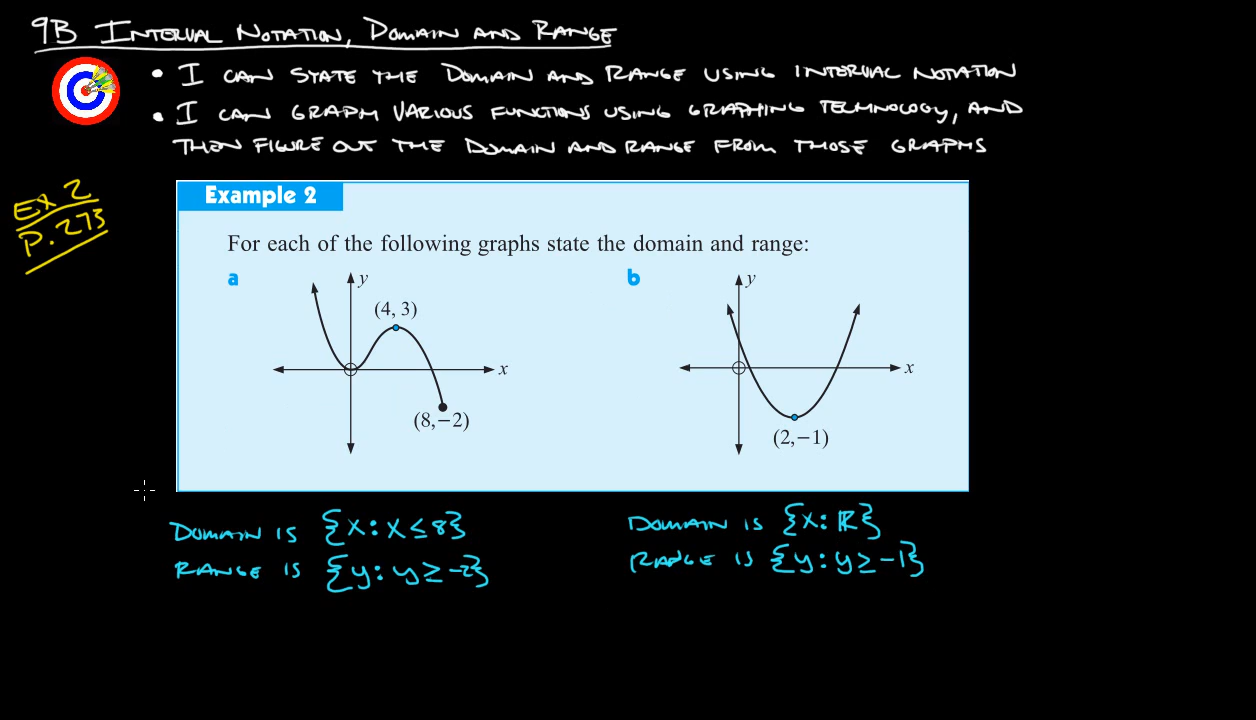 9B INTERVAL NOTATION, DOMAIN AND RANGE
• I CAN STATE THE DOMAIN AND RANGE USING INTERVAL NOTATION
• I CAN GRAPH VARIOUS FUNCTIONS USING GRAPHING TECHNOLOGY, AND
THEN FIGURE OUT THE DOMAIN AND RANGE FROM THOSE GRAPHS
EX 2
P. 273
Example 2
For each of the following graphs state the domain and range:
a
y
(4, 3)
x
(8,−2)
b
y
x
(2,−1)
DOMAIN IS {x: x ≤ 8}
RANGE IS {y: y ≥ -2}
DOMAIN IS {x: ℝ}
RANGE IS {y: y ≥ -1}